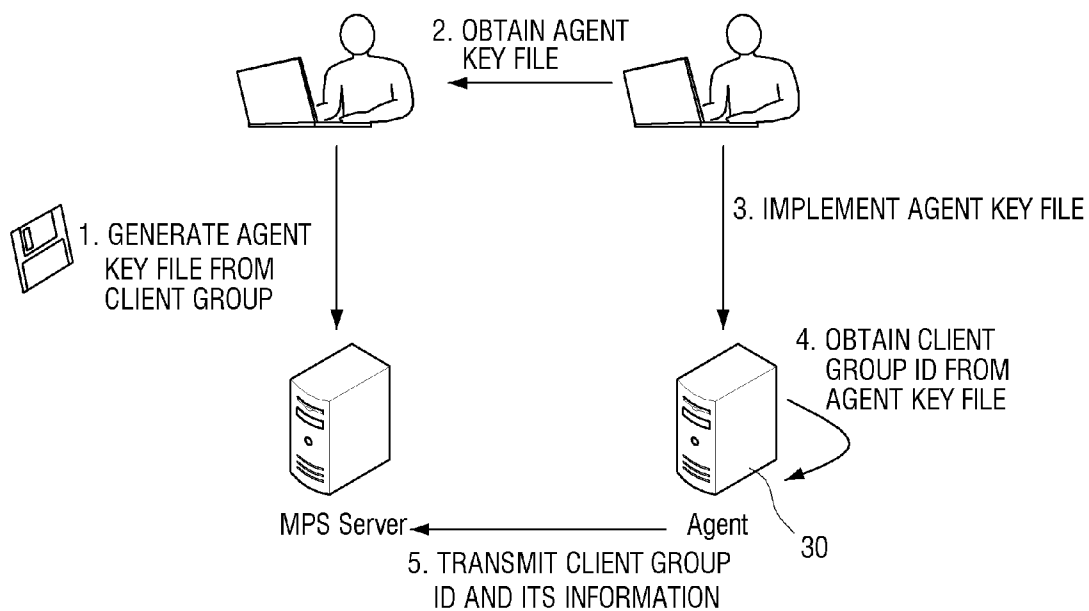 2. OBTAIN AGENT
KEY FILE
1. GENERATE AGENT
KEY FILE FROM
CLIENT GROUP
3. IMPLEMENT AGENT KEY FILE
4. OBTAIN CLIENT
GROUP ID FROM
AGENT KEY FILE
MPS Server
Agent
30
5. TRANSMIT CLIENT GROUP
ID AND ITS INFORMATION